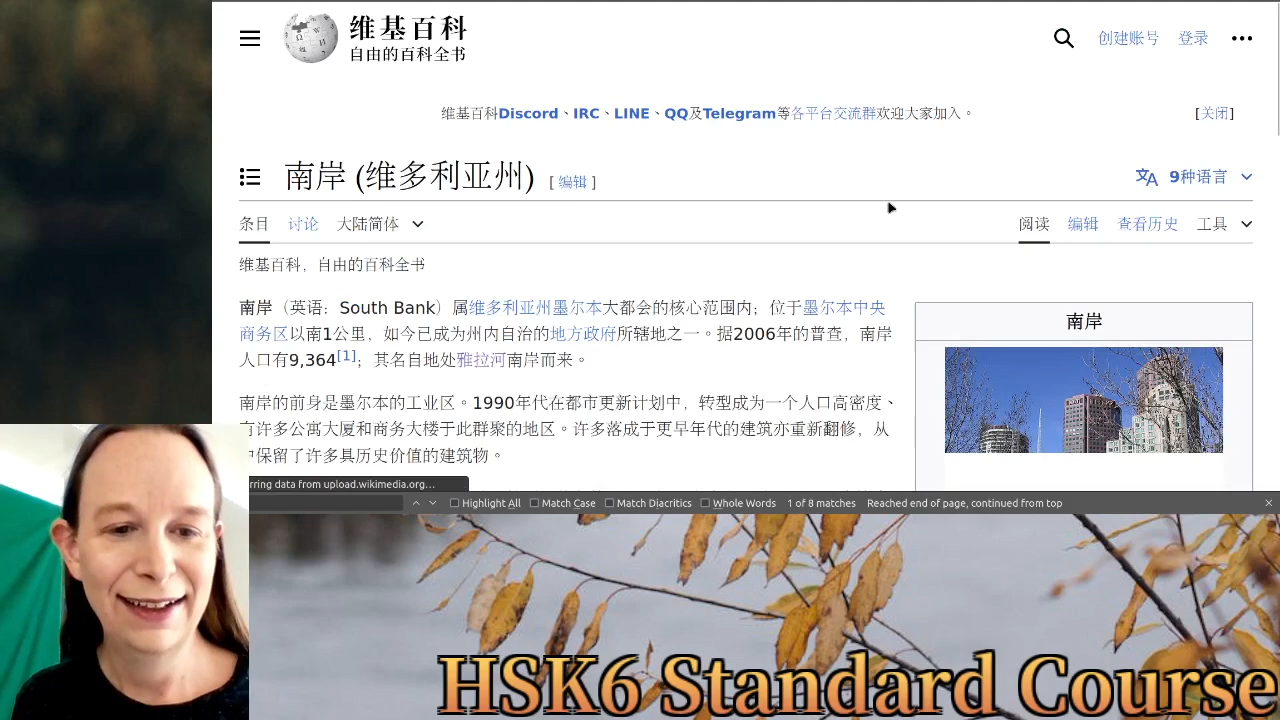 维基百科
自由的百科全书
创建账号 登录
维基百科Discord、IRC、LINE、QQ及Telegram等各平台交流群欢迎大家加入。 [关闭]
南岸 (维多利亚州) [ 编辑 ]
9种语言
条目 讨论 大陆简体
阅读 编辑 查看历史 工具
维基百科，自由的百科全书
南岸（英语：South Bank）属维多利亚州墨尔本大都会的核心范围内；位于墨尔本中央
商务区以南1公里，如今已成为州内自治的地方政府所辖地之一。据2006年的普查，南岸
人口有9,364[1]；其名自地处雅拉河南岸而来。
南岸的前身是墨尔本的工业区。1990年代在都市更新计划中，转型成为一个人口高密度、
有许多公寓大厦和商务大楼于此群聚的地区。许多落成于更早年代的建筑亦重新翻修，从
中保留了许多具历史价值的建筑物。
南岸
rring data from upload.wikimedia.org…
Highlight All Match Case Match Diacritics Whole Words 1 of 8 matches Reached end of page, continued from top
HSK6 Standard Course